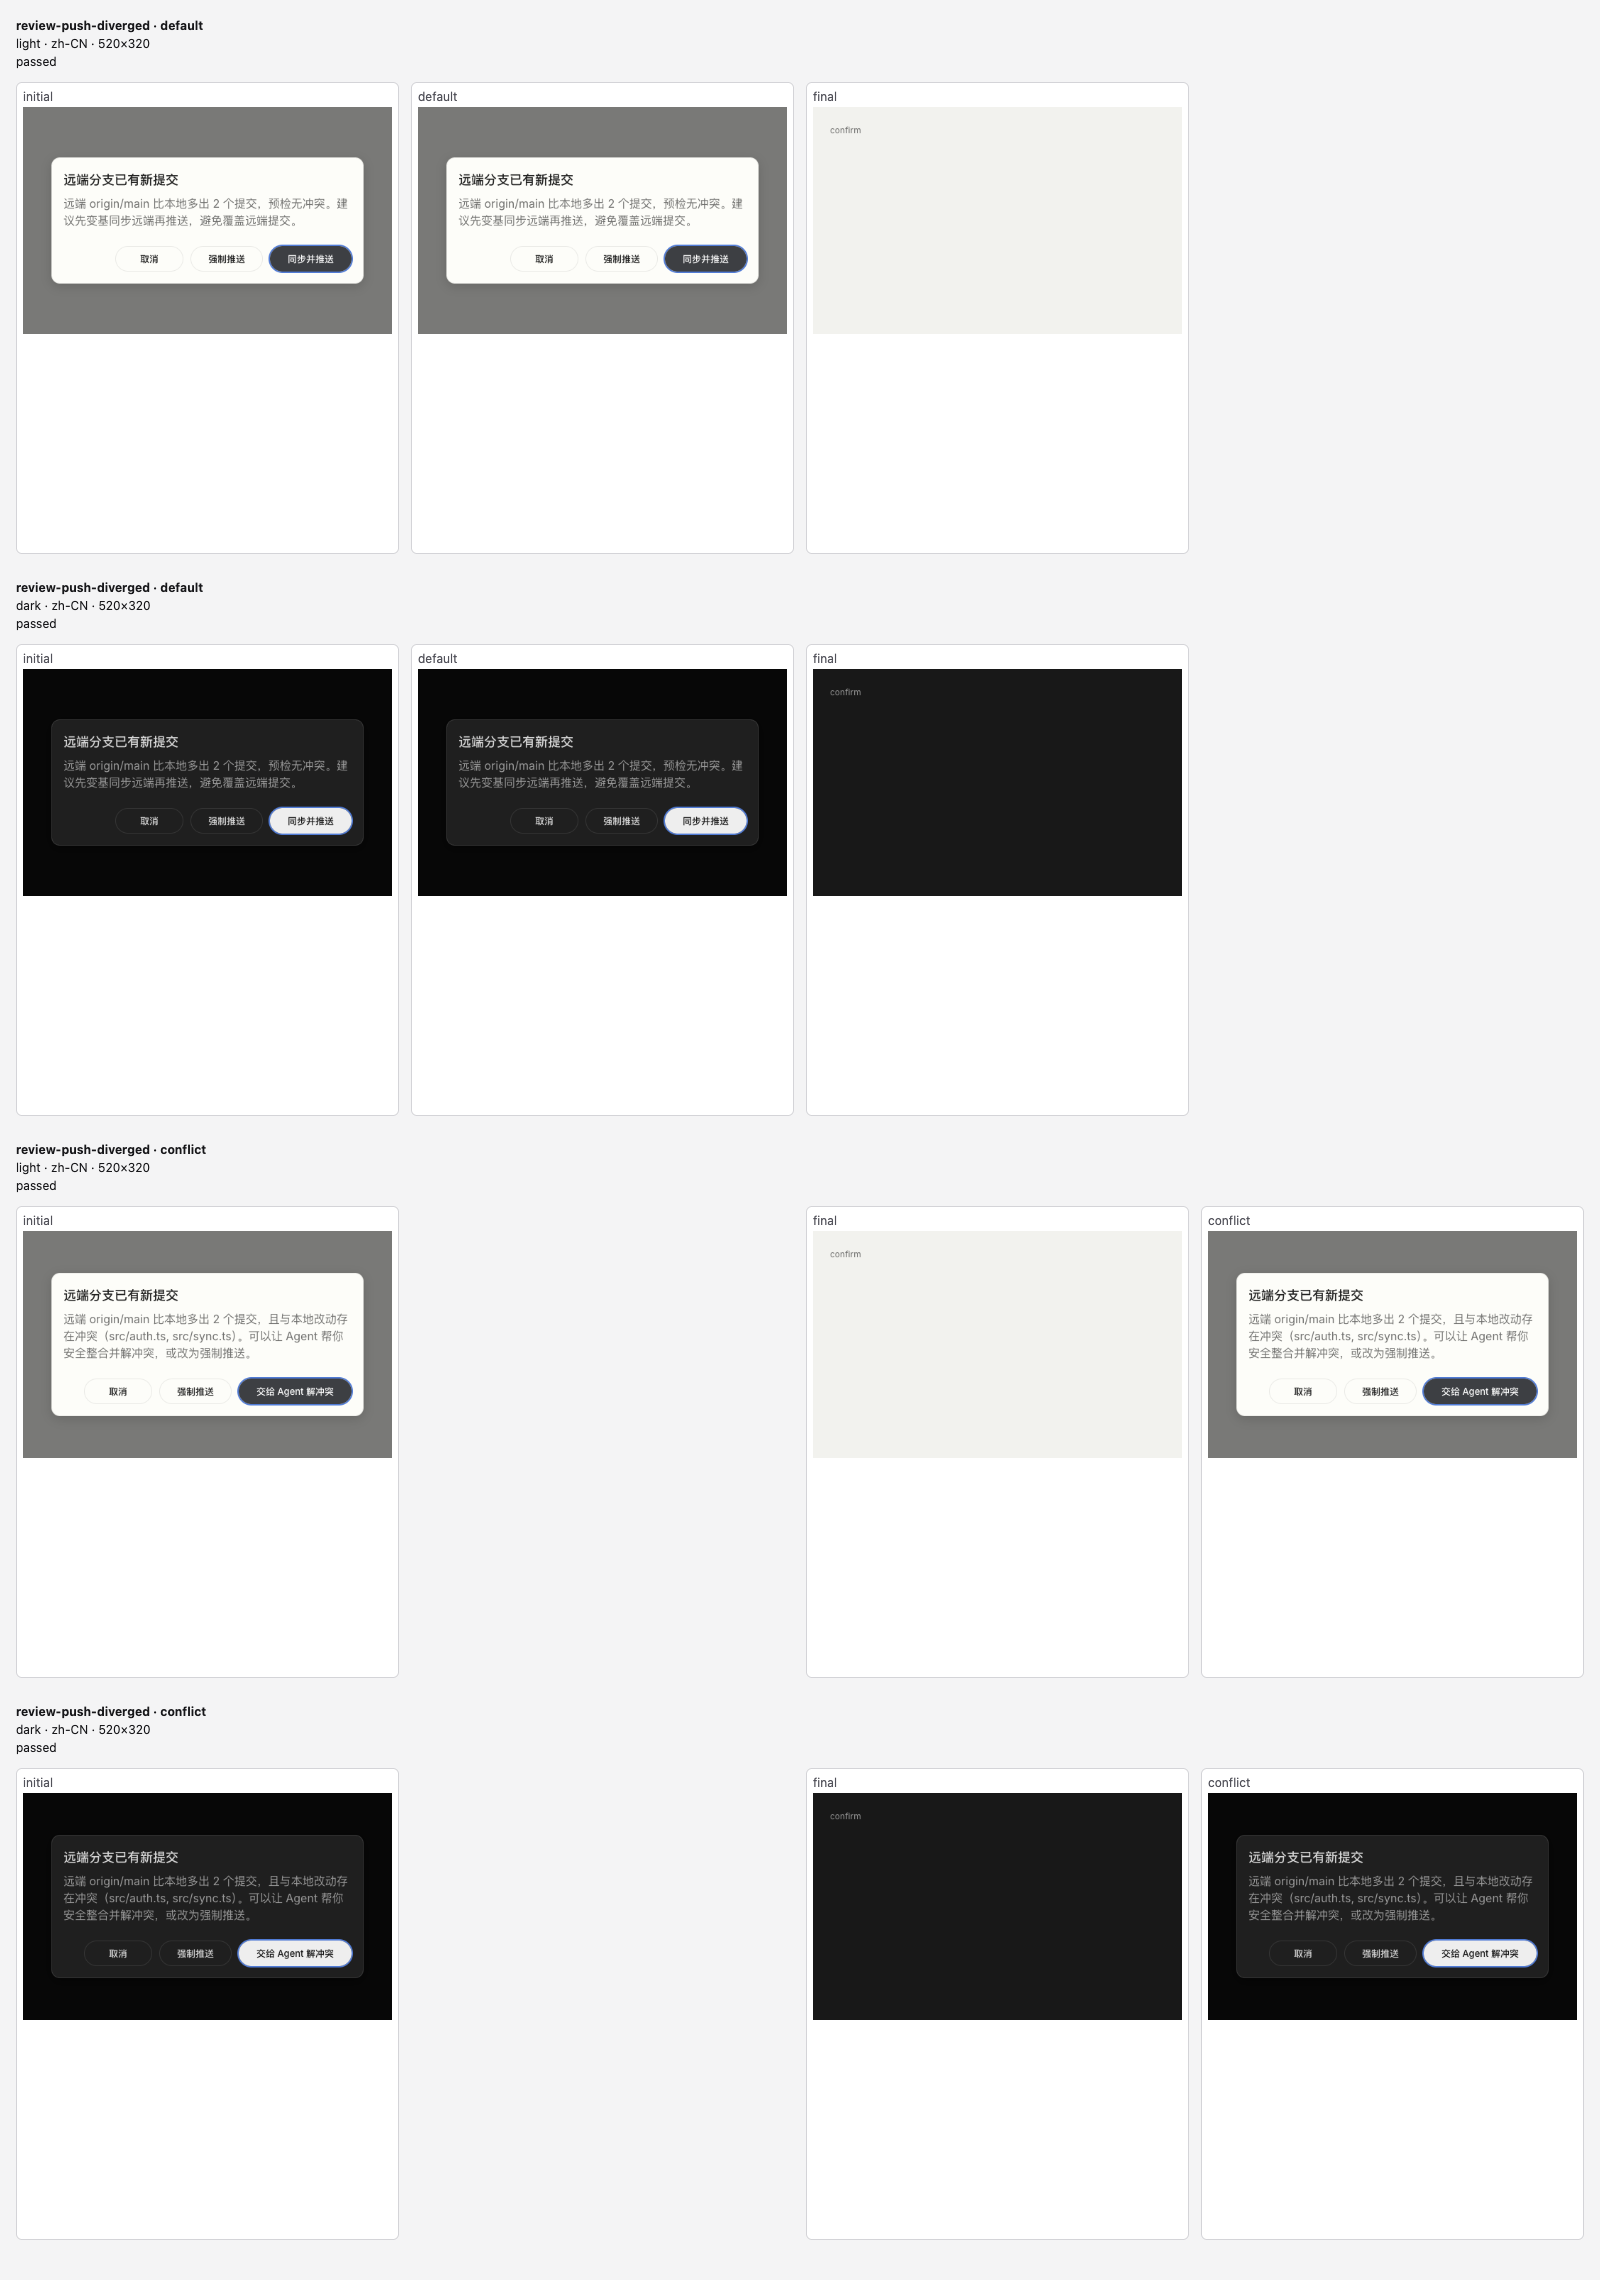 review-push-diverged · default
light · zh-CN · 520×320
passed
initial
default
final
远端分支已有新提交
远端 origin/main 比本地多出 2 个提交，预检无冲突。建
议先变基同步远端再推送，避免覆盖远端提交。
取消
强制推送
同步并推送
远端分支已有新提交
远端 origin/main 比本地多出 2 个提交，预检无冲突。建
议先变基同步远端再推送，避免覆盖远端提交。
取消
强制推送
同步并推送
confirm
review-push-diverged · default
dark · zh-CN · 520×320
passed
initial
default
final
远端分支已有新提交
远端 origin/main 比本地多出 2 个提交，预检无冲突。建
议先变基同步远端再推送，避免覆盖远端提交。
取消
强制推送
同步并推送
远端分支已有新提交
远端 origin/main 比本地多出 2 个提交，预检无冲突。建
议先变基同步远端再推送，避免覆盖远端提交。
取消
强制推送
同步并推送
confirm
review-push-diverged · conflict
light · zh-CN · 520×320
passed
initial
final
conflict
远端分支已有新提交
远端 origin/main 比本地多出 2 个提交，且与本地改动存
在冲突（src/auth.ts, src/sync.ts）。可以让 Agent 帮你
安全整合并解冲突，或改为强制推送。
取消
强制推送
交给 Agent 解冲突
confirm
远端分支已有新提交
远端 origin/main 比本地多出 2 个提交，且与本地改动存
在冲突（src/auth.ts, src/sync.ts）。可以让 Agent 帮你
安全整合并解冲突，或改为强制推送。
取消
强制推送
交给 Agent 解冲突
review-push-diverged · conflict
dark · zh-CN · 520×320
passed
initial
final
conflict
远端分支已有新提交
远端 origin/main 比本地多出 2 个提交，且与本地改动存
在冲突（src/auth.ts, src/sync.ts）。可以让 Agent 帮你
安全整合并解冲突，或改为强制推送。
取消
强制推送
交给 Agent 解冲突
confirm
远端分支已有新提交
远端 origin/main 比本地多出 2 个提交，且与本地改动存
在冲突（src/auth.ts, src/sync.ts）。可以让 Agent 帮你
安全整合并解冲突，或改为强制推送。
取消
强制推送
交给 Agent 解冲突